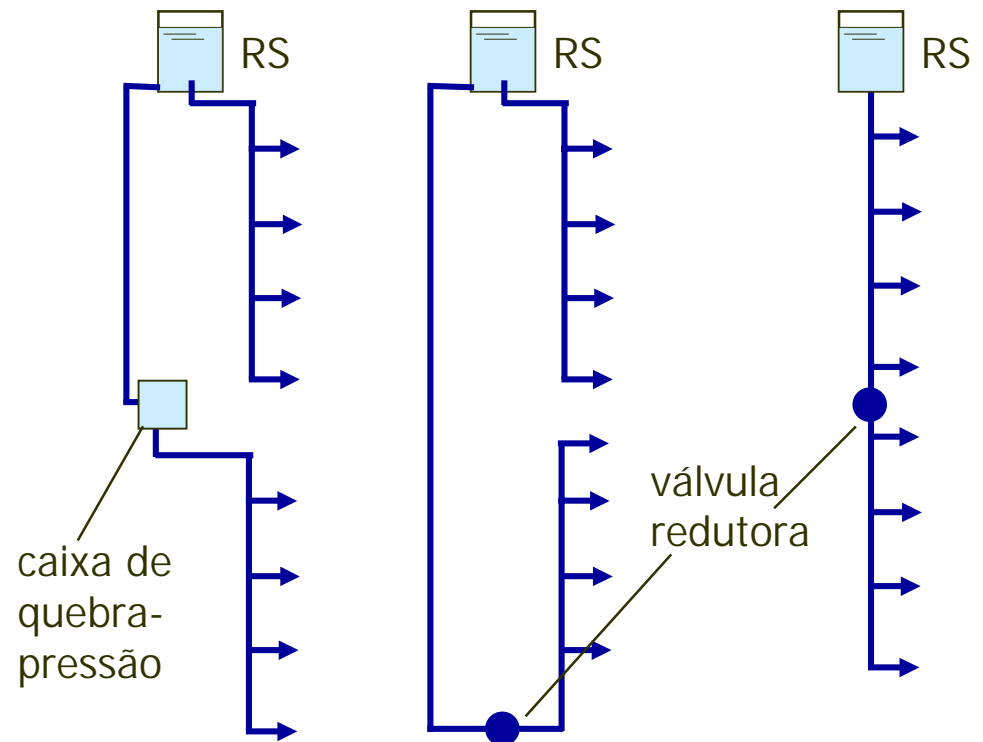 RS
RS
RS
caixa de
quebra-
pressão
válvula
redutora